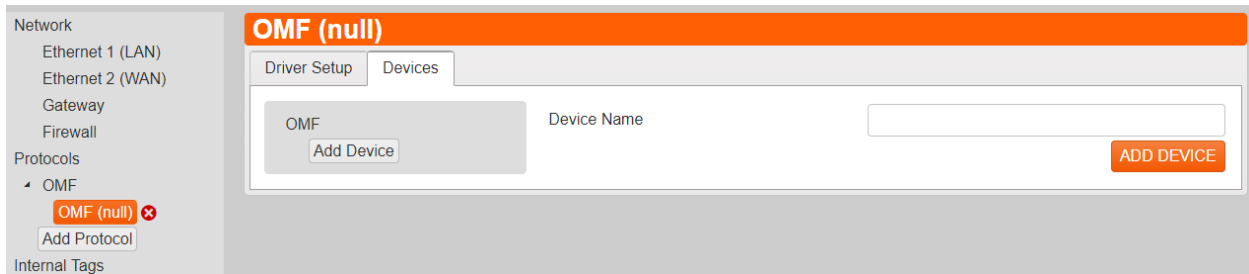 Network
Ethernet 1 (LAN)
Ethernet 2 (WAN)
Gateway
Firewall
Protocols
OMF
OMF (null)
Add Protocol
Internal Tags
OMF (null)
Driver Setup
Devices
OMF
Add Device
Device Name
ADD DEVICE